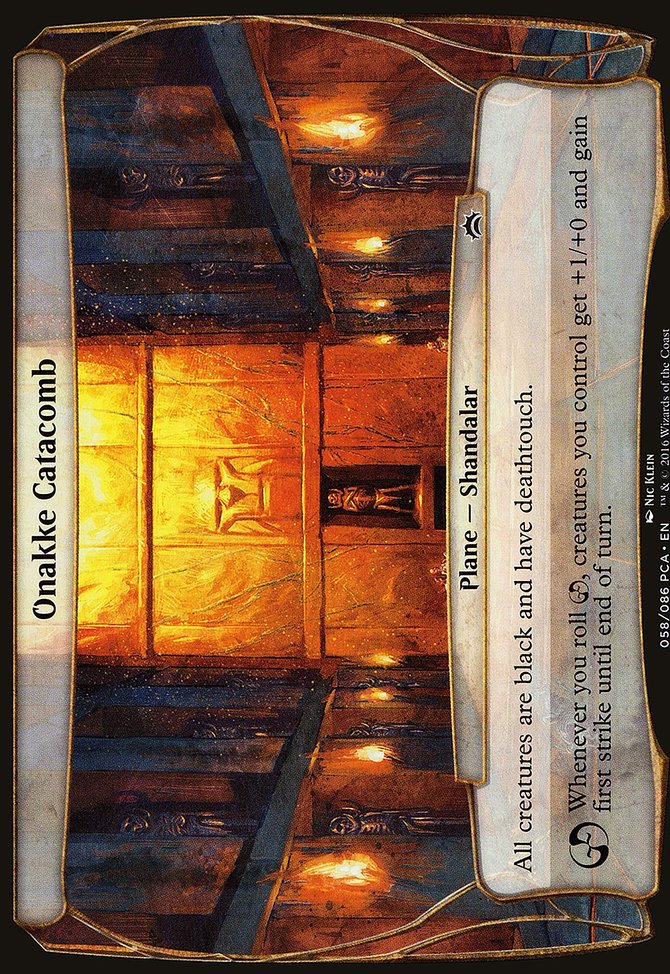 Onakke Catacomb
Plane — Shandalar
All creatures are black and have deathtouch.
Whenever you roll , creatures you control get +1/+0 and gain
first strike until end of turn.
058/086 PCA • EN Nic Klein
™ & © 2016 Wizards of the Coast